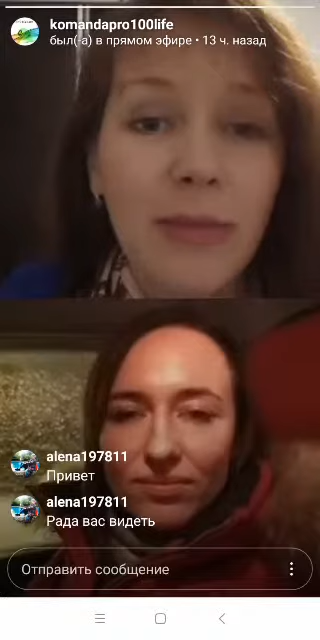 komandapro100life
был(-а) в прямом эфире • 13 ч. назад
alena197811
Привет
alena197811
Рада вас видеть
Отправить сообщение